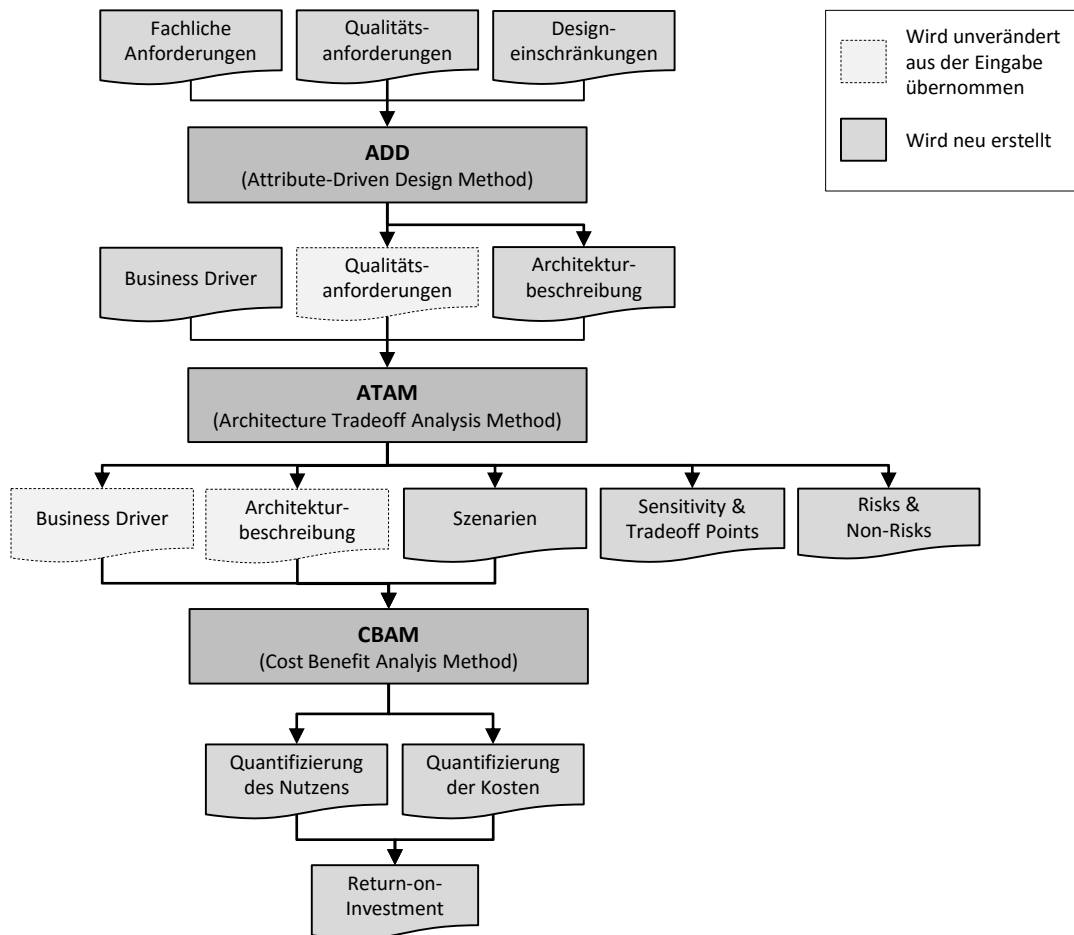 Fachliche
Anforderungen
Qualitäts-
anforderungen
Design-
einschränkungen
Wird unverändert
aus der Eingabe
übernommen
Wird neu erstellt
ADD
(Attribute-Driven Design Method)
Business Driver
Qualitäts-
anforderungen
Architektur-
beschreibung
ATAM
(Architecture Tradeoff Analysis Method)
Business Driver
Architektur-
beschreibung
Szenarien
Sensitivity &
Tradeoff Points
Risks &
Non-Risks
CBAM
(Cost Benefit Analyis Method)
Quantifizierung
des Nutzens
Quantifizierung
der Kosten
Return-on-
Investment